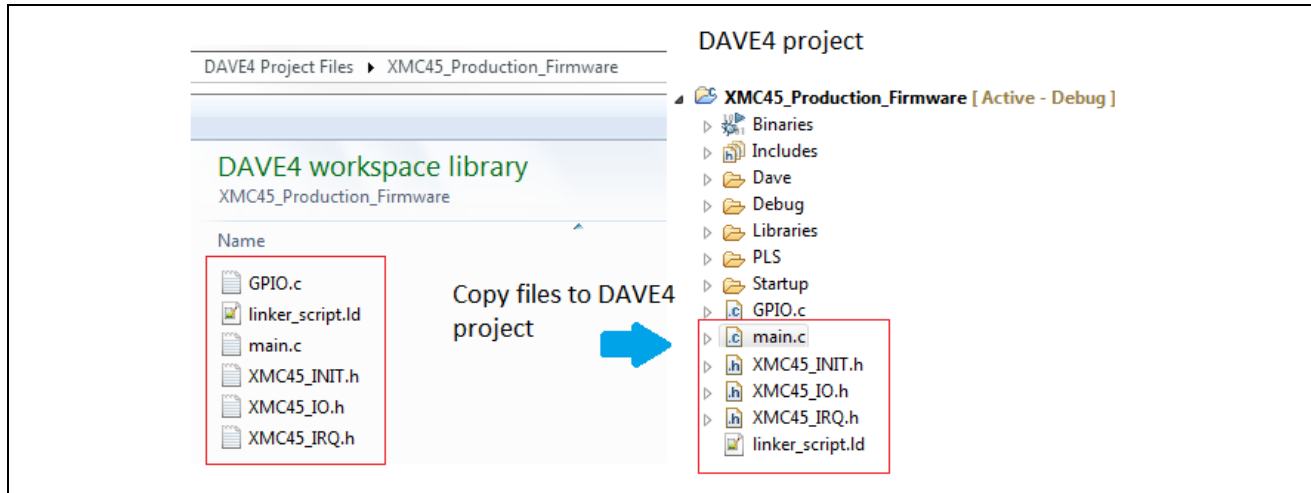 DAVE4 Project Files ▸ XMC45_Production_Firmware
DAVE4 workspace library
XMC45_Production_Firmware
Name
GPIO.c
linker_script.ld
main.c
XMC45_INIT.h
XMC45_IO.h
XMC45_IRQ.h
Copy files to DAVE4
project
DAVE4 project
XMC45_Production_Firmware [ Active - Debug ]
Binaries
Includes
Dave
Debug
Libraries
PLS
Startup
GPIO.c
main.c
XMC45_INIT.h
XMC45_IO.h
XMC45_IRQ.h
linker_script.ld